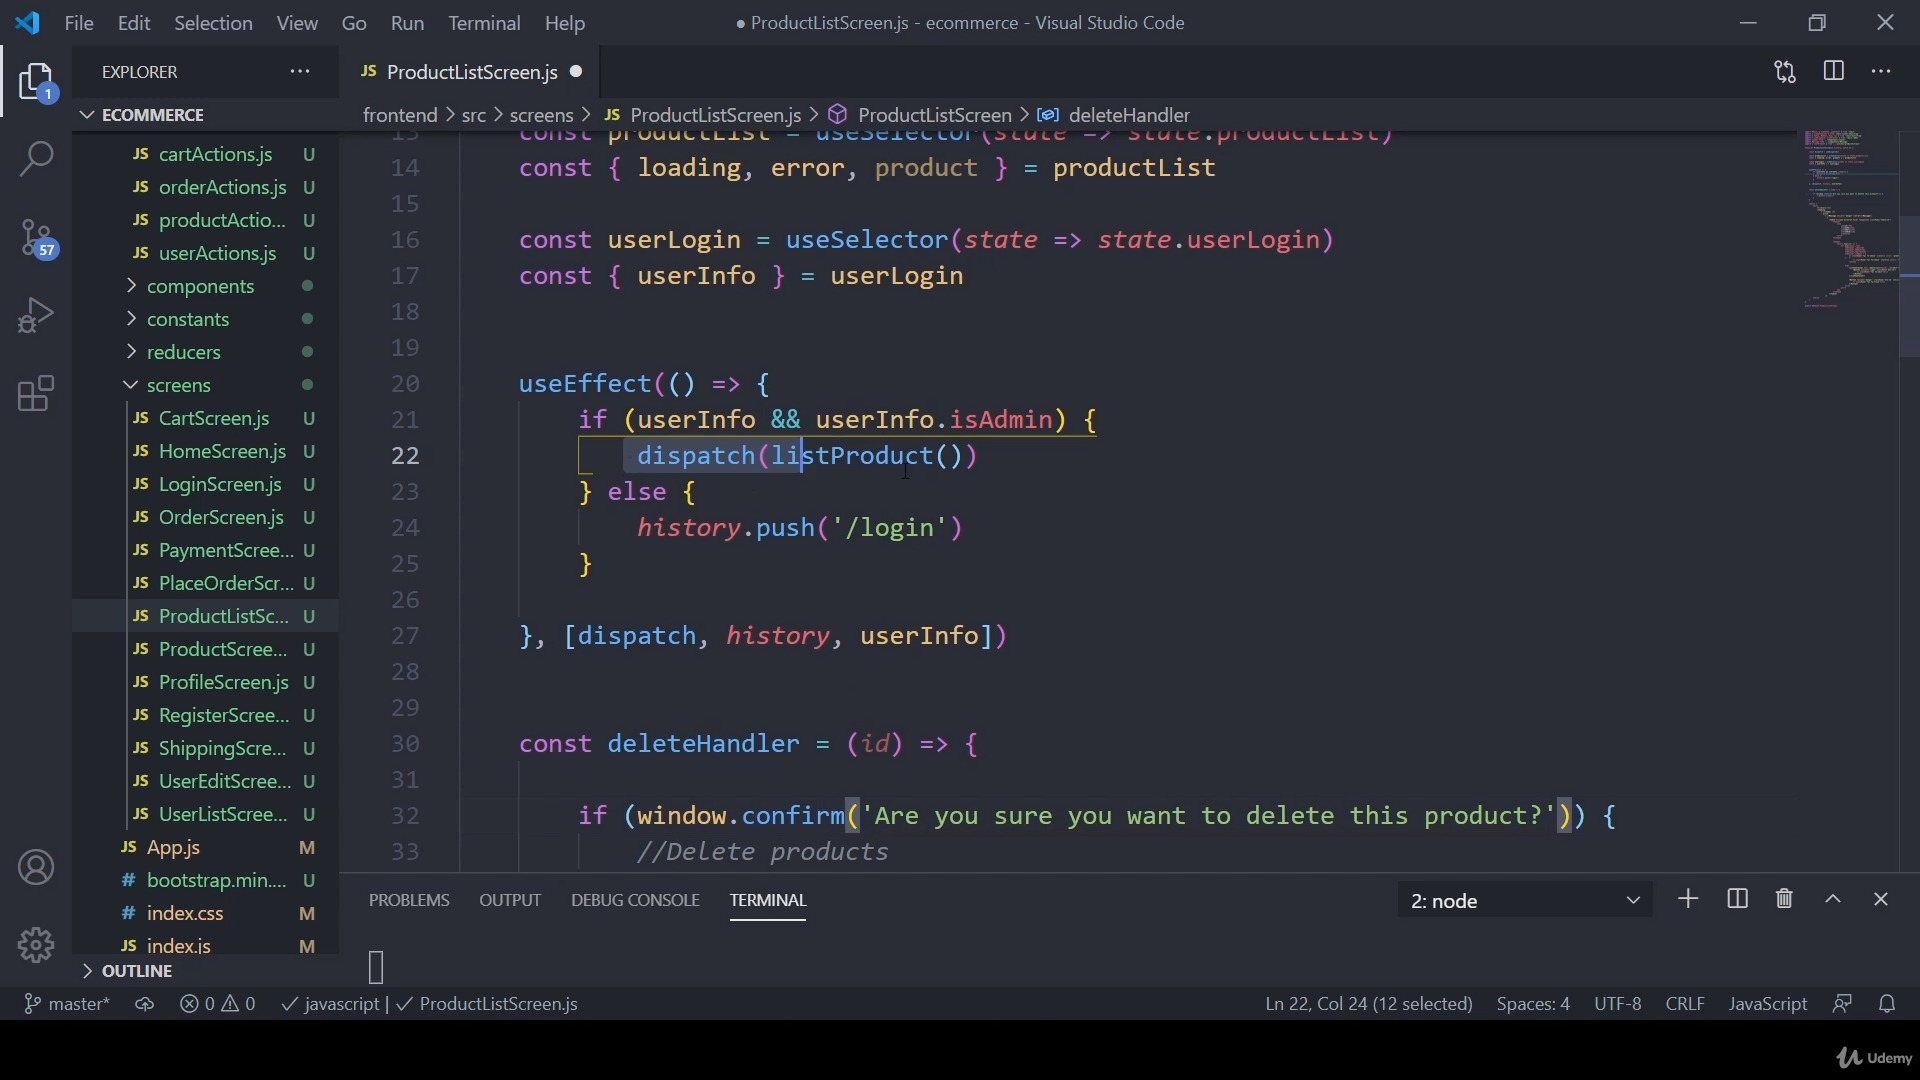 File Edit Selection View Go Run Terminal Help
● ProductListScreen.js - ecommerce - Visual Studio Code
EXPLORER
JS ProductListScreen.js
1
ECOMMERCE
frontend > src > screens > JS ProductListScreen.js > ProductListScreen > deleteHandler
JS cartActions.js U
JS orderActions.js U
JS productActio... U
JS userActions.js U
57
components
constants
reducers
screens
JS CartScreen.js U
JS HomeScreen.js U
JS LoginScreen.js U
JS OrderScreen.js U
JS PaymentScree... U
JS PlaceOrderScr... U
JS ProductListSc... U
JS ProductScree... U
JS ProfileScreen.js U
JS RegisterScree... U
JS ShippingScre... U
JS UserEditScree... U
JS UserListScree... U
JS App.js M
# bootstrap.min.... U
# index.css M
JS index.js M
OUTLINE
13 const productList = useSelector(state => state.productList)
14 const { loading, error, product } = productList
15
16 const userLogin = useSelector(state => state.userLogin)
17 const { userInfo } = userLogin
18
19
20 useEffect(() => {
21 if (userInfo && userInfo.isAdmin) {
22 dispatch(listProduct())
23 } else {
24 history.push('/login')
25 }
26
27 }, [dispatch, history, userInfo])
28
29
30 const deleteHandler = (id) => {
31
32 if (window.confirm('Are you sure you want to delete this product?')) {
33 //Delete products
PROBLEMS OUTPUT DEBUG CONSOLE TERMINAL
2: node
master* 0 0 javascript | ProductListScreen.js
Ln 22, Col 24 (12 selected) Spaces: 4 UTF-8 CRLF JavaScript
Udemy